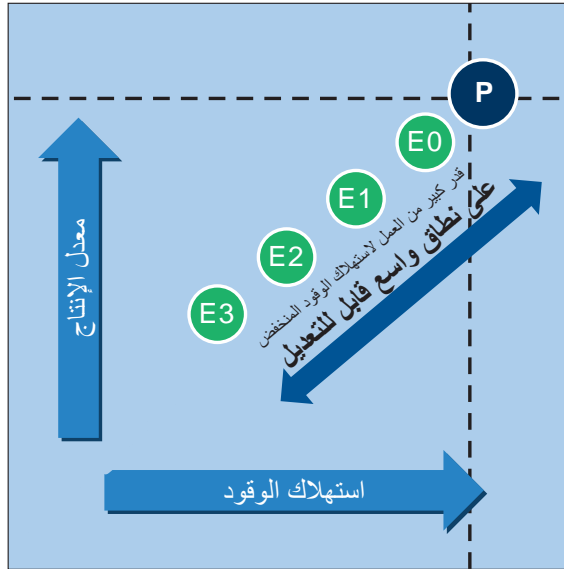 P
E0
E1
E2
E3
قدر كبير من العمل لاستهلاك الوقود المنخفض
على نطاق واسع قابل للتعديل
معدل الإنتاج
استهلاك الوقود